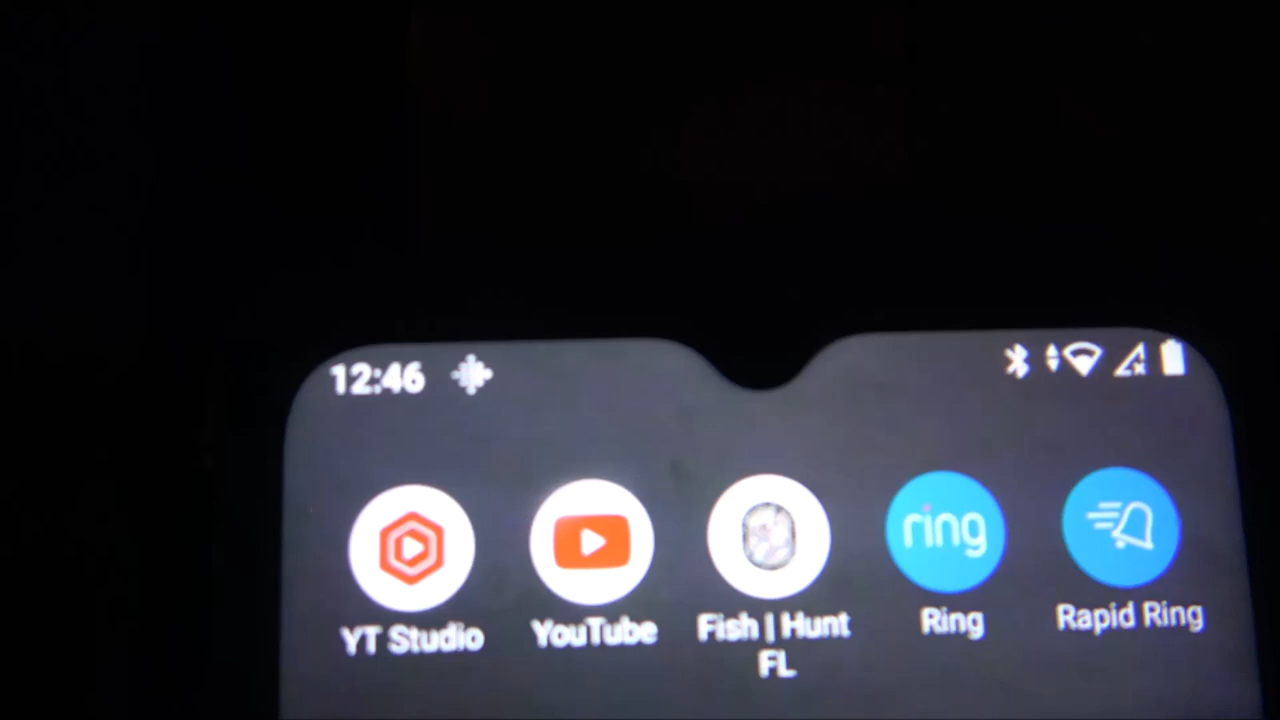 12:46
YT Studio
YouTube
Fish | Hunt
FL
ring
Ring
Rapid Ring